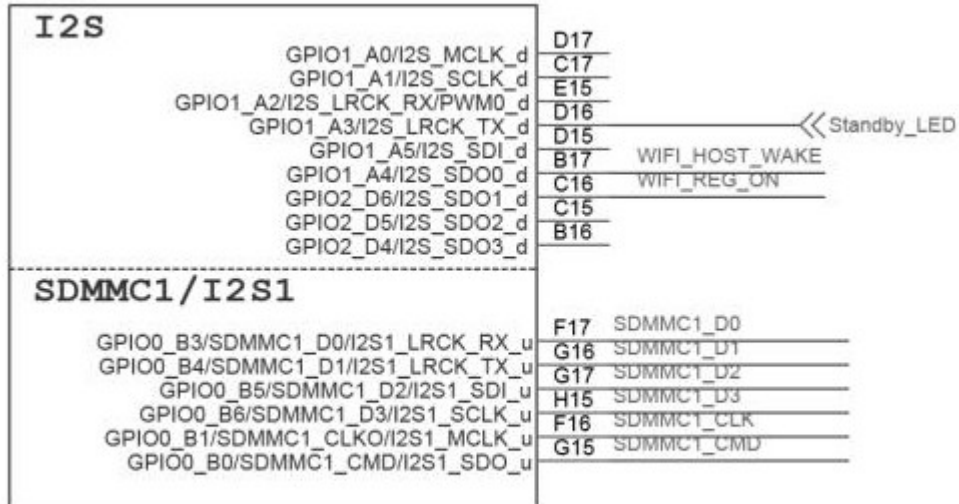 I2S
GPIO1_A0/I2S_MCLK_d D17
GPIO1_A1/I2S_SCLK_d C17
GPIO1_A2/I2S_LRCK_RX/PWM0_d E15
GPIO1_A3/I2S_LRCK_TX_d D16 Standby_LED
GPIO1_A5/I2S_SDI_d D15
GPIO1_A4/I2S_SDO0_d B17 WIFI_HOST_WAKE
GPIO2_D6/I2S_SDO1_d C16 WIFI_REG_ON
GPIO2_D5/I2S_SDO2_d C15
GPIO2_D4/I2S_SDO3_d B16
SDMMC1/I2S1
GPIO0_B3/SDMMC1_D0/I2S1_LRCK_RX_u F17 SDMMC1_D0
GPIO0_B4/SDMMC1_D1/I2S1_LRCK_TX_u G16 SDMMC1_D1
GPIO0_B5/SDMMC1_D2/I2S1_SDI_u G17 SDMMC1_D2
GPIO0_B6/SDMMC1_D3/I2S1_SCLK_u H15 SDMMC1_D3
GPIO0_B1/SDMMC1_CLKO/I2S1_MCLK_u F16 SDMMC1_CLK
GPIO0_B0/SDMMC1_CMD/I2S1_SDO_u G15 SDMMC1_CMD